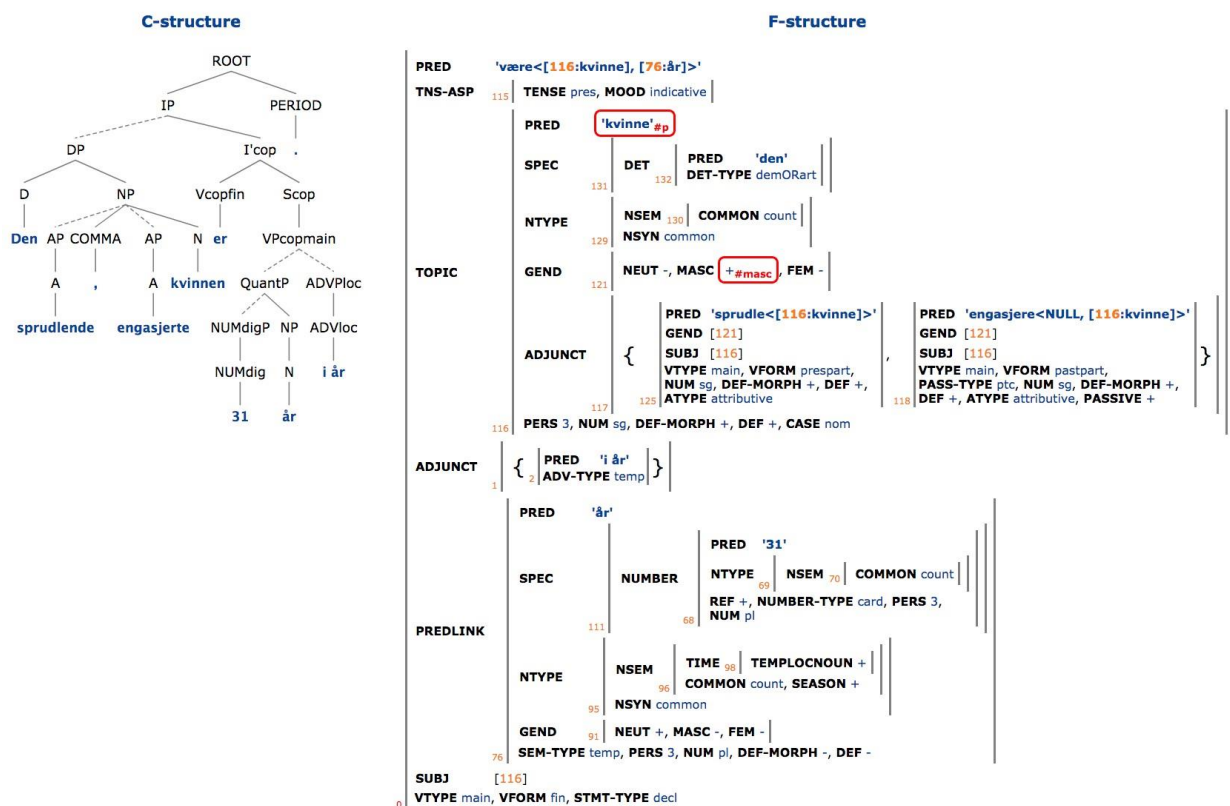 C-structure
F-structure
ROOT
IP PERIOD
DP I'cop .
D NP Vcopfin Scop
Den AP COMMA AP N er VPcopmain
A , A kvinnen QuantP ADVPloc
sprudlende engasjerte NUMdigP NP ADVloc
NUMdig N i år
31 år
PRED 'være<[116:kvinne], [76:år]>'
TNS-ASP 115 TENSE pres, MOOD indicative
TOPIC
PRED 'kvinne'#p
SPEC 131 DET 132 PRED 'den'
DET-TYPE demORart
NTYPE 129 NSEM 130 COMMON count
NSYN common
GEND 121 NEUT -, MASC +#masc, FEM -
ADJUNCT 117 {
125 PRED 'sprudle<[116:kvinne]>'
GEND [121]
SUBJ [116]
VTYPE main, VFORM prespart,
NUM sg, DEF-MORPH +, DEF +,
ATYPE attributive
,
118 PRED 'engasjere<NULL, [116:kvinne]>'
GEND [121]
SUBJ [116]
VTYPE main, VFORM pastpart,
PASS-TYPE ptc, NUM sg, DEF-MORPH +,
DEF +, ATYPE attributive, PASSIVE +
}
116 PERS 3, NUM sg, DEF-MORPH +, DEF +, CASE nom
ADJUNCT 1 { 2 PRED 'i år'
ADV-TYPE temp }
PREDLINK
PRED 'år'
SPEC 111 NUMBER 68
PRED '31'
NTYPE 69 NSEM 70 COMMON count
REF +, NUMBER-TYPE card, PERS 3,
NUM pl
NTYPE 95 NSEM 96 TIME 98 TEMPLOCNOUN +
COMMON count, SEASON +
NSYN common
GEND 91 NEUT +, MASC -, FEM -
76 SEM-TYPE temp, PERS 3, NUM pl, DEF-MORPH -, DEF -
SUBJ [116]
0 VTYPE main, VFORM fin, STMT-TYPE decl